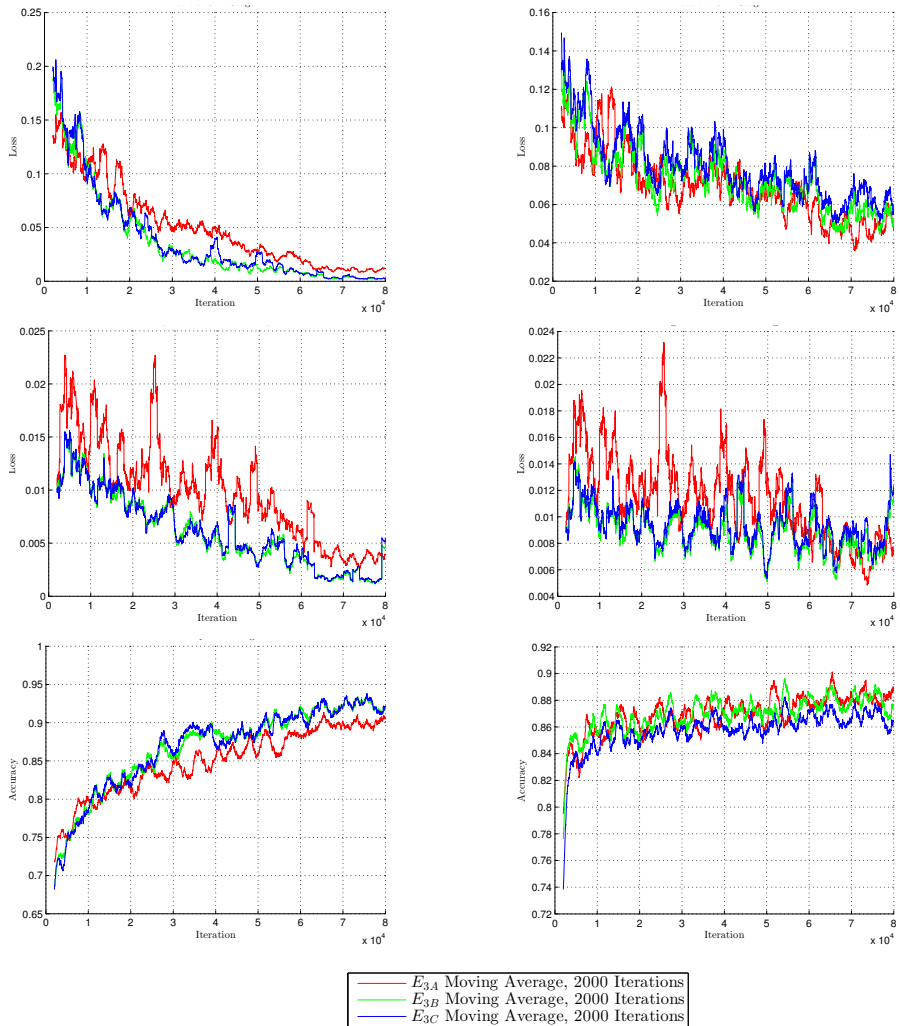 0.25
0.2
0.15
0.1
0.05
0
Loss
0 1 2 3 4 5 6 7 8
Iteration
x 10^4
0.16
0.14
0.12
0.1
0.08
0.06
0.04
0.02
Loss
0 1 2 3 4 5 6 7 8
Iteration
x 10^4
0.025
0.02
0.015
0.01
0.005
0
Loss
0 1 2 3 4 5 6 7 8
Iteration
x 10^4
0.024
0.022
0.02
0.018
0.016
0.014
0.012
0.01
0.008
0.006
0.004
Loss
0 1 2 3 4 5 6 7 8
Iteration
x 10^4
1
0.95
0.9
0.85
0.8
0.75
0.7
0.65
Accuracy
0 1 2 3 4 5 6 7 8
Iteration
x 10^4
0.92
0.9
0.88
0.86
0.84
0.82
0.8
0.78
0.76
0.74
0.72
Accuracy
0 1 2 3 4 5 6 7 8
Iteration
x 10^4
E3A Moving Average, 2000 Iterations
E3B Moving Average, 2000 Iterations
E3C Moving Average, 2000 Iterations